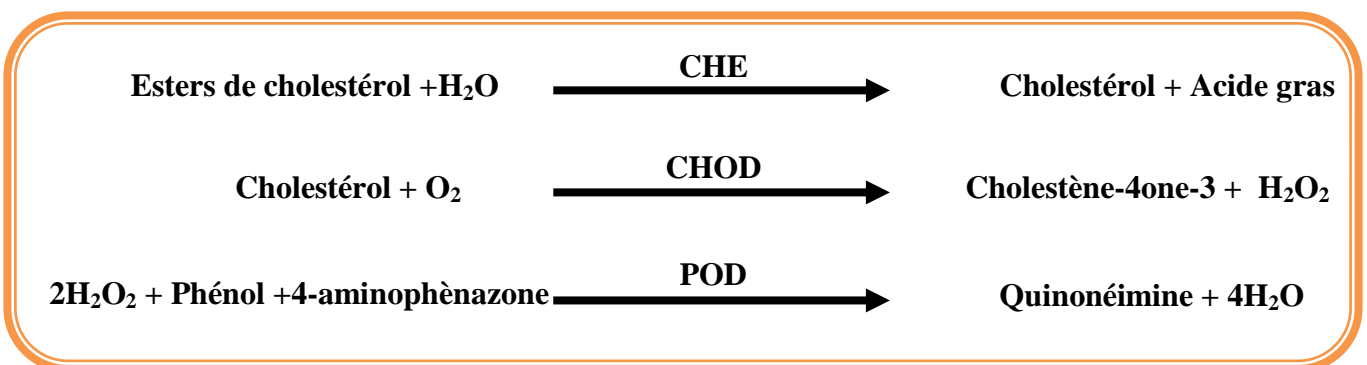 CHE
Esters de cholestérol +H₂O Cholestérol + Acide gras
CHOD
Cholestérol + O₂ Cholestène-4one-3 + H₂O₂
POD
2H₂O₂ + Phénol +4-aminophènazone Quinonéimine + 4H₂O